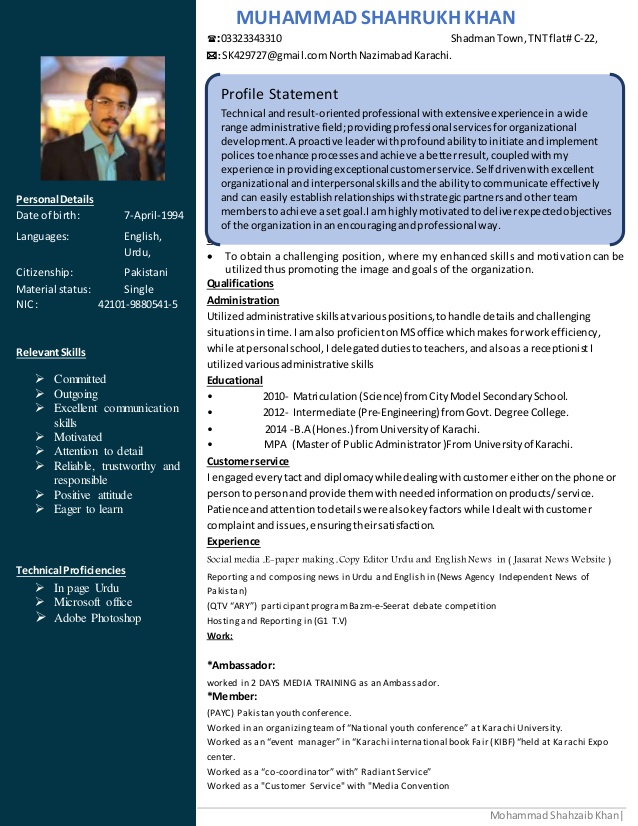 MUHAMMAD SHAHRUKH KHAN
☎:03323343310 Shadman Town, TNT flat# C-22,
✉: SK429727@gmail.com North Nazimabad Karachi.
Profile Statement
Technical and result-oriented professional with extensive experience in a wide
range administrative field; providing professional services for organizational
development. A proactive leader with profound ability to initiate and implement
polices to enhance processes and achieve a better result, coupled with my
experience in providing exceptional customer service. Self driven with excellent
organizational and interpersonal skills and the ability to communicate effectively
and can easily establish relationships with strategic partners and other team
members to achieve a set goal. I am highly motivated to deliver expected objectives
of the organization in an encouraging and professional way.
• To obtain a challenging position, where my enhanced skills and motivation can be
utilized thus promoting the image and goals of the organization.
Qualifications
Administration
Utilized administrative skills at various positions, to handle details and challenging
situations in time. I am also proficient on MS office which makes for work efficiency,
while at personal school, I delegated duties to teachers, and also as a receptionist I
utilized various administrative skills
Educational
• 2010- Matriculation (Science) from City Model Secondary School.
• 2012- Intermediate (Pre-Engineering) from Govt. Degree College.
• 2014 -B.A (Hones.) from University of Karachi.
• MPA (Master of Public Administrator )From University of Karachi.
Customer service
I engaged every tact and diplomacy while dealing with customer either on the phone or
person to person and provide them with needed information on products/ service.
Patience and attention to details were also key factors while I dealt with customer
complaint and issues, ensuring their satisfaction.
Experience
Social media .E-paper making .Copy Editor Urdu and English News in ( Jasarat News Website )
Reporting and composing news in Urdu and English in (News Agency Independent News of
Pakistan)
(QTV "ARY") participant program Bazm-e-Seerat debate competition
Hosting and Reporting in (G1 T.V)
Work:
*Ambassador:
worked in 2 DAYS MEDIA TRAINING as an Ambassador.
*Member:
(PAYC) Pakistan youth conference.
Worked in an organizing team of "National youth conference" at Karachi University.
Worked as an "event manager" in "Karachi international book Fair (KIBF) "held at Karachi Expo
center.
Worked as a "co-coordinator" with" Radiant Service"
Worked as a "Customer Service" with "Media Convention
Personal Details
Date of birth: 7-April-1994
Languages: English,
Urdu,
Citizenship: Pakistani
Material status: Single
NIC : 42101-9880541-5
Relevant Skills
➢ Committed
➢ Outgoing
➢ Excellent communication
skills
➢ Motivated
➢ Attention to detail
➢ Reliable, trustworthy and
responsible
➢ Positive attitude
➢ Eager to learn
Technical Proficiencies
➢ In page Urdu
➢ Microsoft office
➢ Adobe Photoshop
Mohammad Shahzaib Khan|